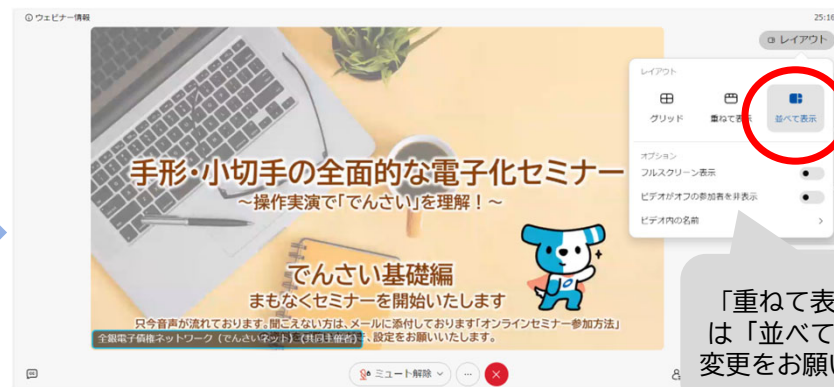 ウェビナー情報
25:16
レイアウト
レイアウト
グリッド
重ねて表示
並べて表示
オプション
フルスクリーン表示
ビデオがオフの参加者を非表示
ビデオ内の名前
手形・小切手の全面的な電子化セミナー
～操作実演で「でんさい」を理解！～
でんさい基礎編
まもなくセミナーを開始いたします
只今音声が流れております。聞こえない方は、メールに添付しております「オンラインセミナー参加方法」
設定をお願いいたします。
全銀電子債権ネットワーク（でんさいネット）（共同主催者）
ミュート解除
「重ねて表
は「並べて
変更をお願い